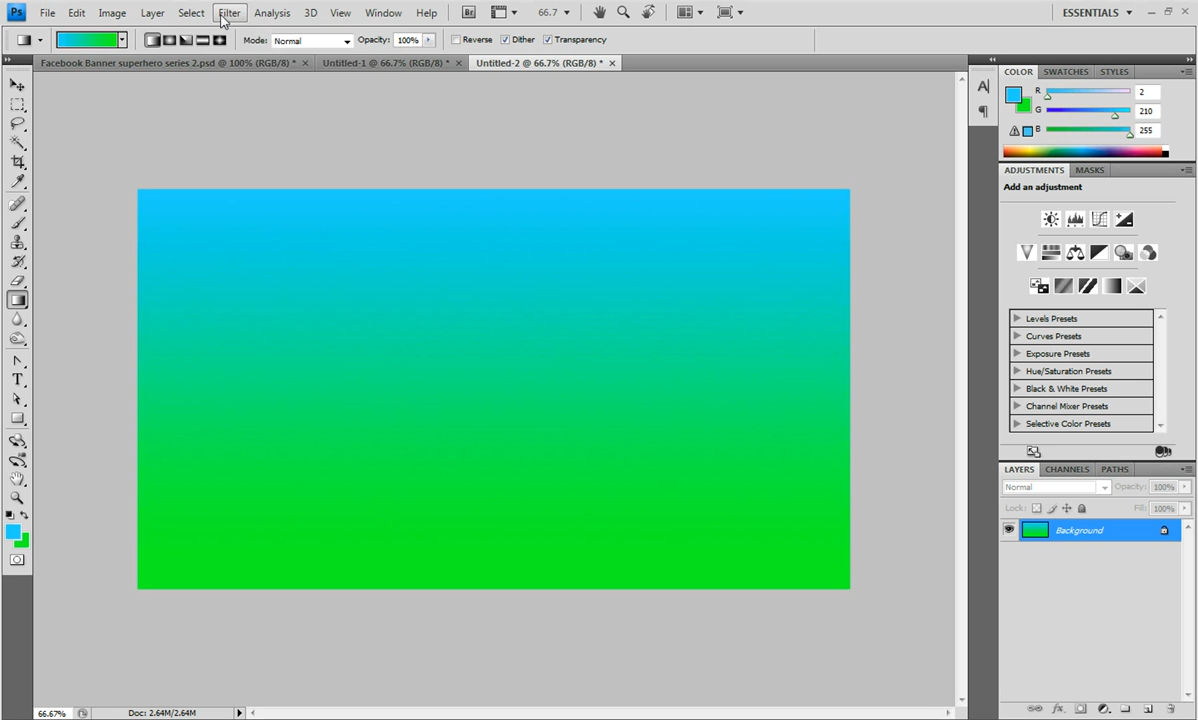 Ps File Edit Image Layer Select Filter Analysis 3D View Window Help Br 66.7 ESSENTIALS
Mode: Normal Opacity: 100% Reverse Dither Transparency
Facebook Banner superhero series 2.psd @ 100% (RGB/8) * × Untitled-1 @ 66.7% (RGB/8) * × Untitled-2 @ 66.7% (RGB/8) * ×
COLOR SWATCHES STYLES
R 2
G 210
B 255
ADJUSTMENTS MASKS
Add an adjustment
Levels Presets
Curves Presets
Exposure Presets
Hue/Saturation Presets
Black & White Presets
Channel Mixer Presets
Selective Color Presets
LAYERS CHANNELS PATHS
Normal Opacity: 100%
Lock: Fill: 100%
Background
66.67% Doc: 2.64M/2.64M